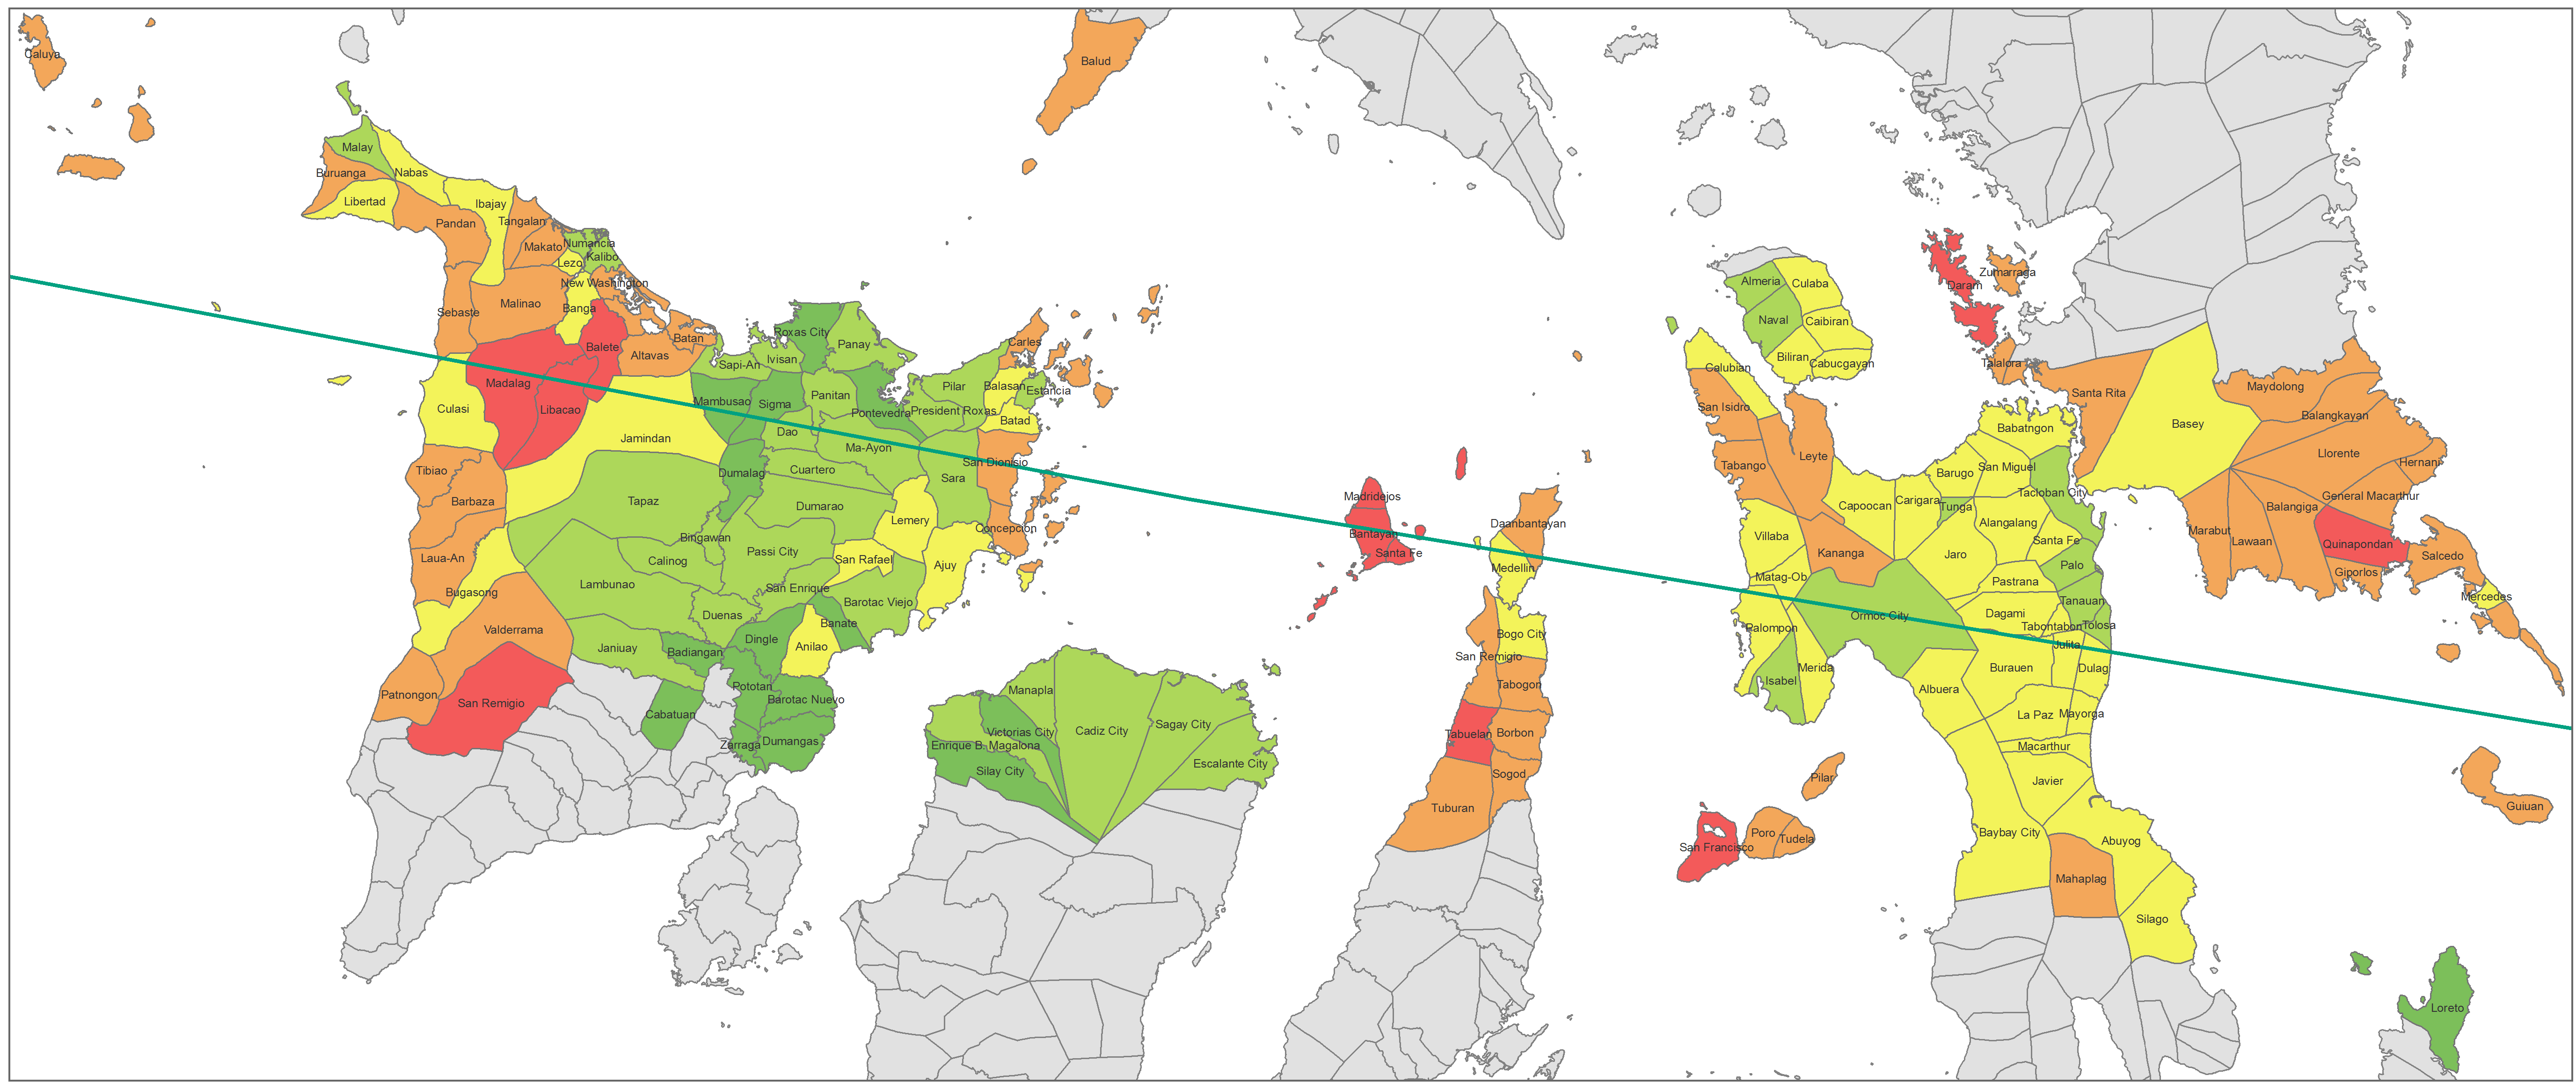 Caluya
Balud
Malay
Buruanga
Nabas
Libertad
Ibajay
Pandan
Tangalan
Makato
Numancia
Kalibo
Lezo
New Washington
Malinao
Banga
Sebaste
Balete
Batan
Altavas
Madalag
Libacao
Culasi
Jamindan
Tibiao
Barbaza
Laua-An
Bugasong
Valderrama
Patnongon
San Remigio
Roxas City
Panay
Ivisan
Sapi-An
Mambusao
Sigma
Panitan
Pontevedra
Pilar
President Roxas
Carles
Balasan
Estancia
Batad
Dao
Ma-Ayon
Cuartero
Dumalag
Tapaz
Dumarao
Sara
San Dionisio
Lemery
Concepcion
Bingawan
Passi City
Calinog
San Rafael
Ajuy
Lambunao
San Enrique
Barotac Viejo
Duenas
Banate
Dingle
Anilao
Janiuay
Badiangan
Pototan
Barotac Nuevo
Cabatuan
Zarraga
Dumangas
Manapla
Victorias City
Cadiz City
Sagay City
Enrique B. Magalona
Silay City
Escalante City
Madridejos
Bantayan
Santa Fe
Daanbantayan
Medellin
Bogo City
San Remigio
Tabogon
Tabuelan
Borbon
Sogod
Tuburan
Almeria
Culaba
Naval
Caibiran
Biliran
Cabucgayan
Calubian
San Isidro
Tabango
Leyte
Daram
Zumarraga
Talalora
Santa Rita
Basey
Maydolong
Balangkayan
Llorente
Hernani
General Macarthur
Balangiga
Marabut
Lawaan
Quinapondan
Giporlos
Salcedo
Mercedes
Guiuan
Babatngon
San Miguel
Barugo
Carigara
Capoocan
Tunga
Tacloban City
Alangalang
Santa Fe
Jaro
Palo
Pastrana
Villaba
Kananga
Matag-Ob
Ormoc City
Dagami
Tanauan
Tabontabon
Tolosa
Palompon
Merida
Isabel
Julita
Burauen
Dulag
Albuera
La Paz
Mayorga
Macarthur
Javier
Baybay City
Abuyog
Mahaplag
Silago
Pilar
Poro
Tudela
San Francisco
Loreto